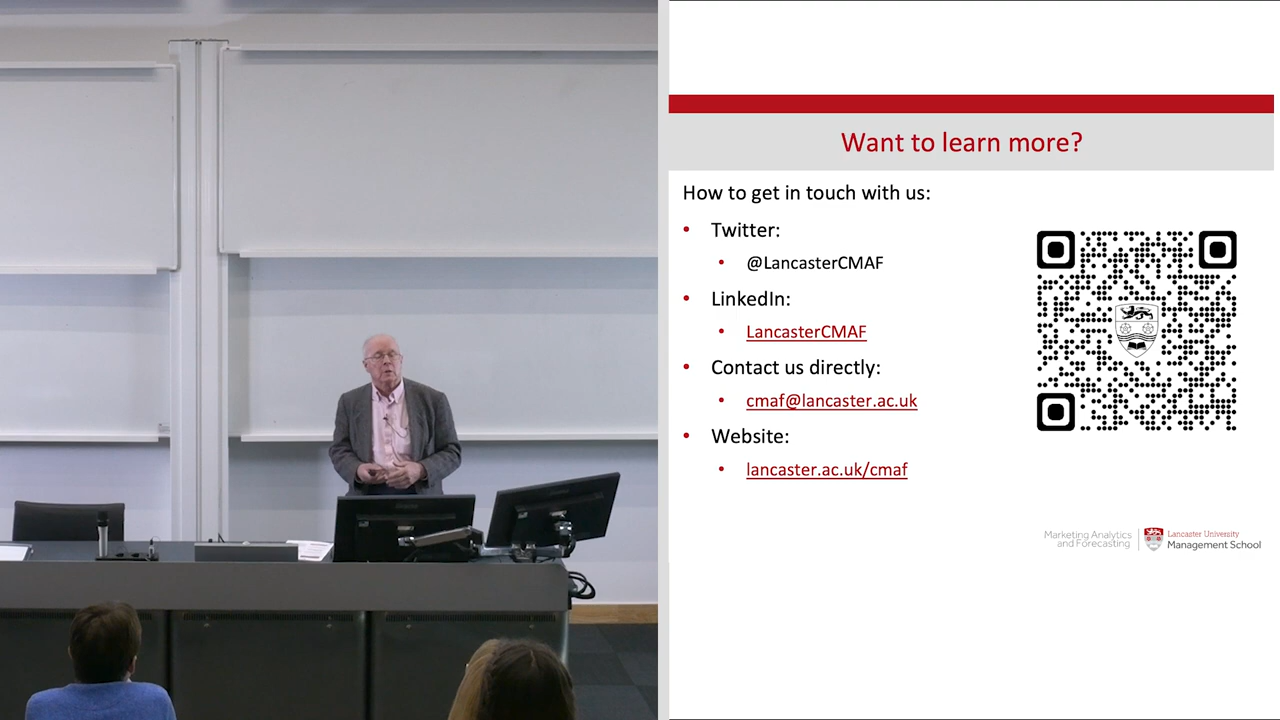 Want to learn more?
How to get in touch with us:
• Twitter:
• @LancasterCMAF
• LinkedIn:
• LancasterCMAF
• Contact us directly:
• cmaf@lancaster.ac.uk
• Website:
• lancaster.ac.uk/cmaf
Marketing Analytics
and Forecasting
Lancaster University
Management School